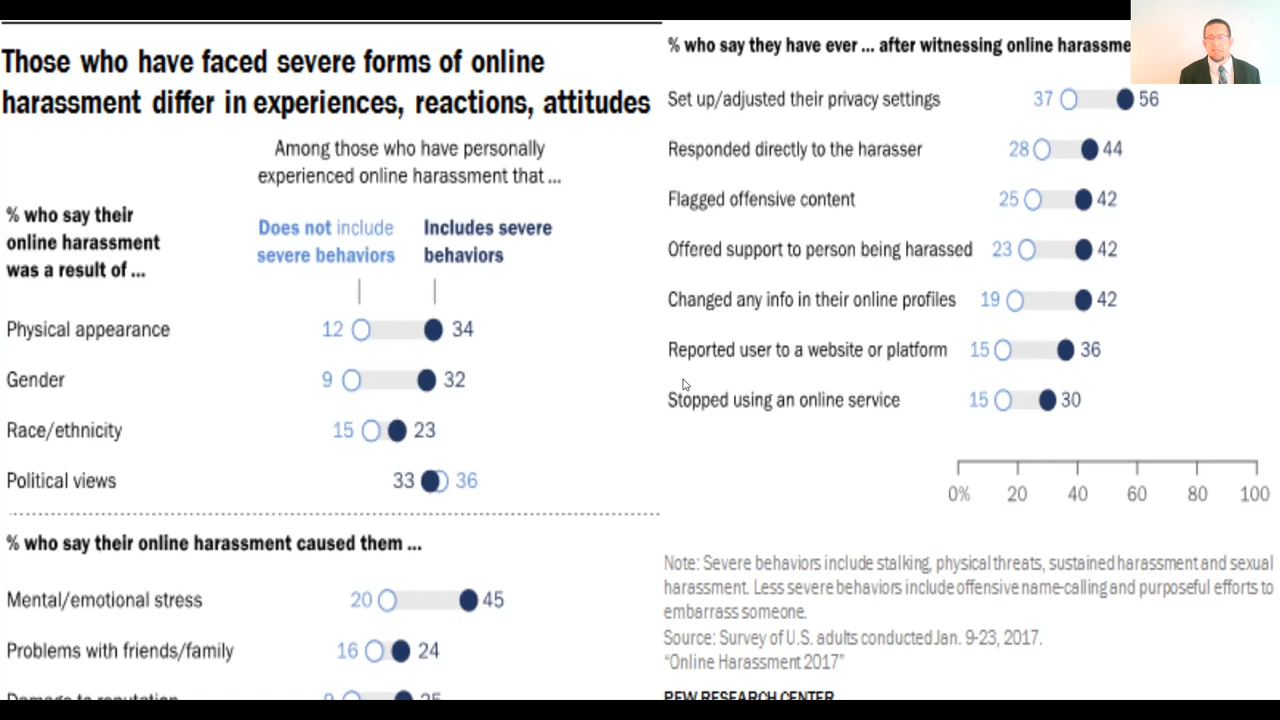 Those who have faced severe forms of online
harassment differ in experiences, reactions, attitudes
Among those who have personally
experienced online harassment that ...
% who say their
online harassment
was a result of ...
Does not include
severe behaviors
Includes severe
behaviors
Physical appearance 12 34
Gender 9 32
Race/ethnicity 15 23
Political views 33 36
% who say their online harassment caused them ...
Mental/emotional stress 20 45
Problems with friends/family 16 24
Damage to reputation 9 25
% who say they have ever ... after witnessing online harassme
Set up/adjusted their privacy settings 37 56
Responded directly to the harasser 28 44
Flagged offensive content 25 42
Offered support to person being harassed 23 42
Changed any info in their online profiles 19 42
Reported user to a website or platform 15 36
Stopped using an online service 15 30
0% 20 40 60 80 100
Note: Severe behaviors include stalking, physical threats, sustained harassment and sexual
harassment. Less severe behaviors include offensive name-calling and purposeful efforts to
embarrass someone.
Source: Survey of U.S. adults conducted Jan. 9-23, 2017.
"Online Harassment 2017"
PEW RESEARCH CENTER